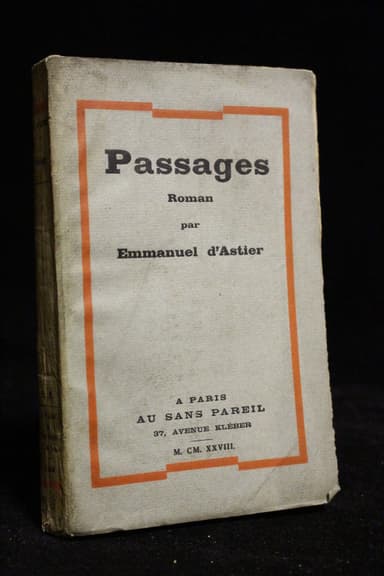 Passages
Roman
par
Emmanuel d'Astier
A PARIS
AU SANS PAREIL
37, AVENUE KLÉBER
M. CM. XXVIII.